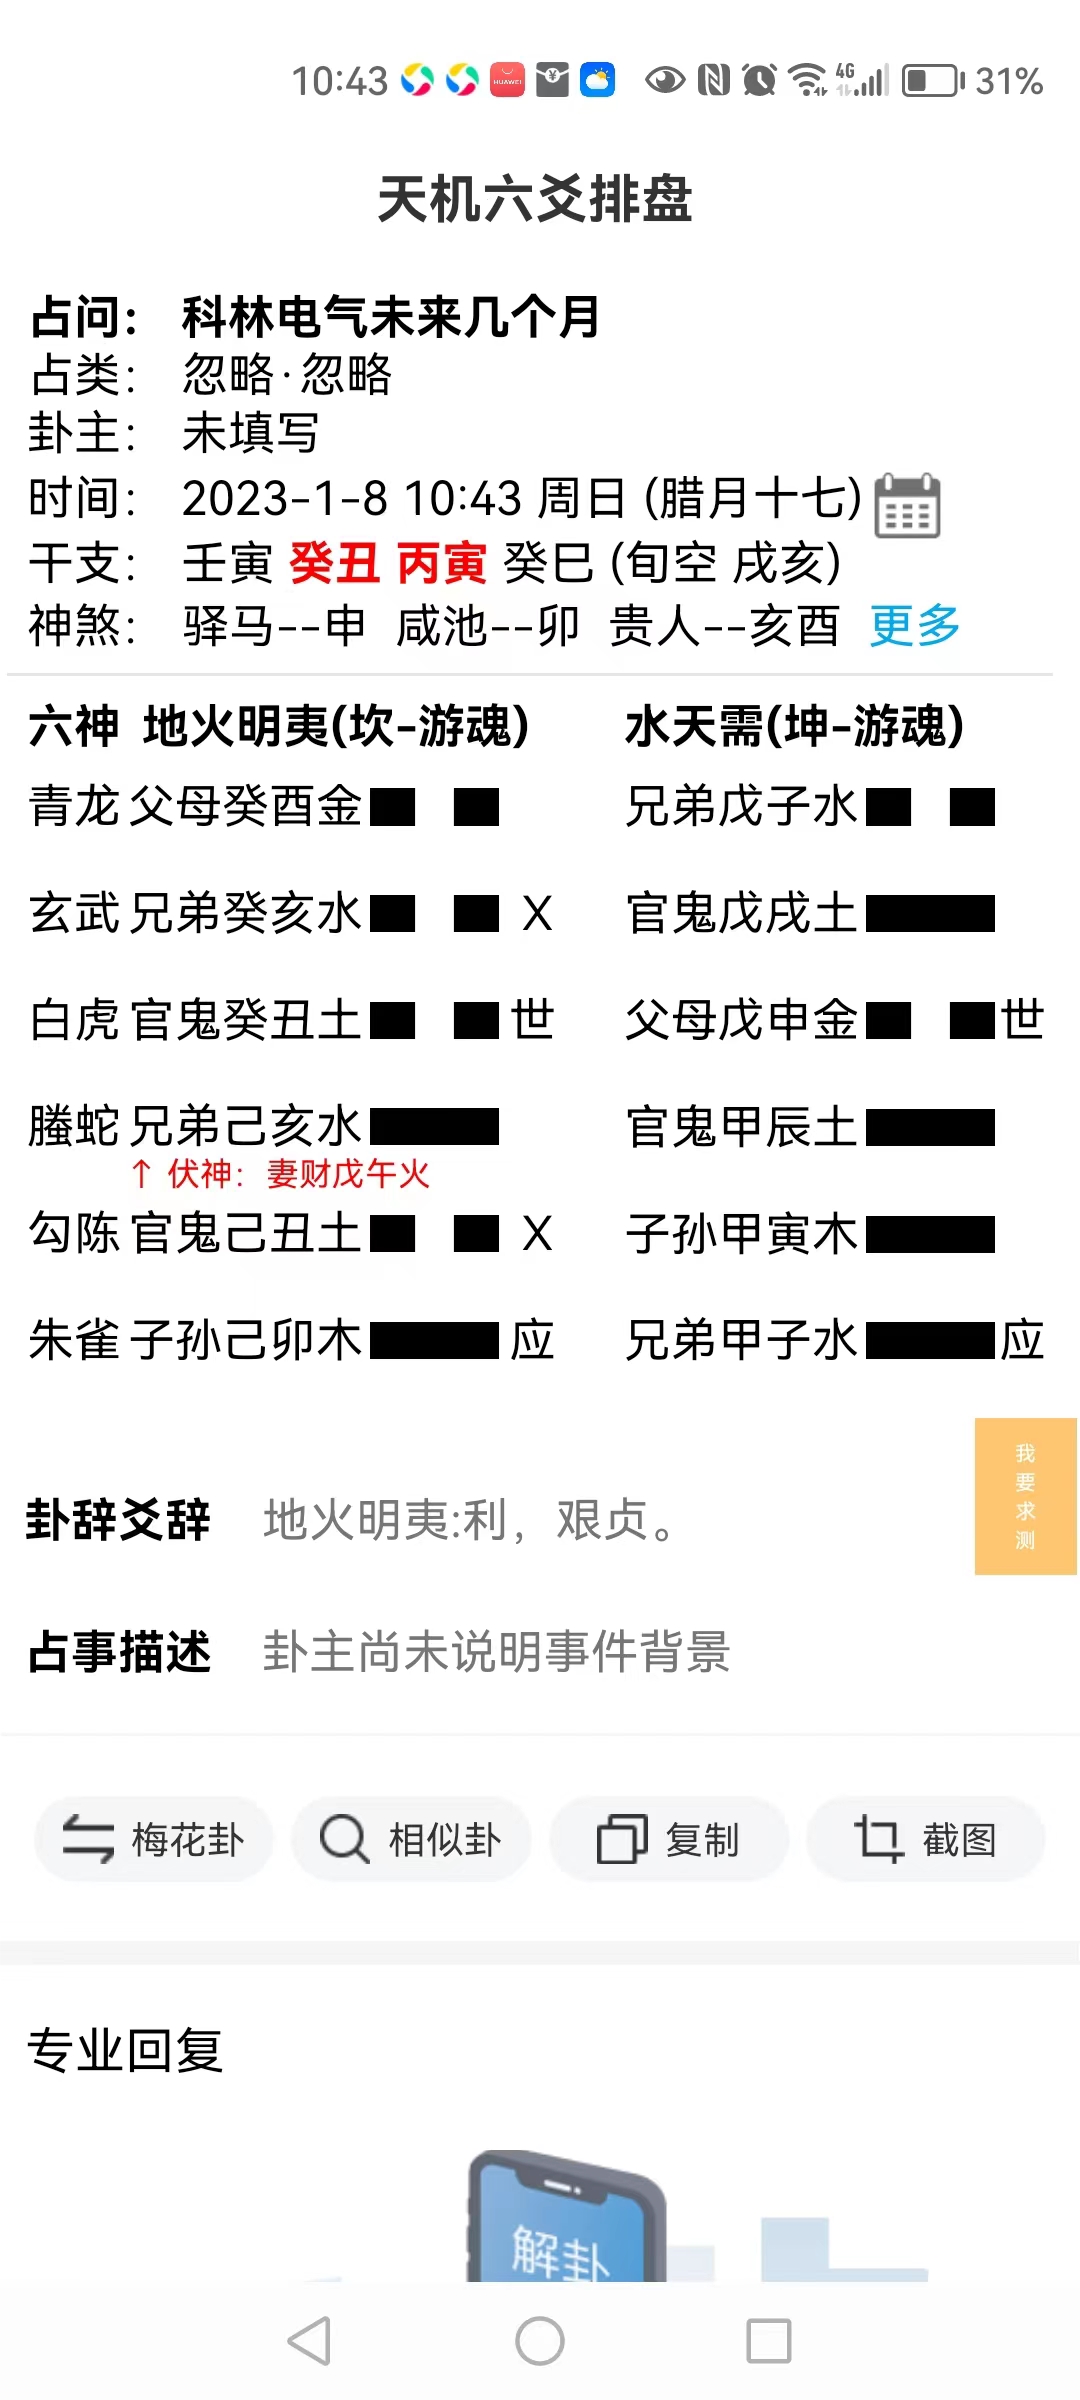 10:43 HUAWEI 4G 31%
天机六爻排盘
占问： 科林电气未来几个月
占类： 忽略·忽略
卦主： 未填写
时间： 2023-1-8 10:43 周日 (腊月十七)
干支： 壬寅 癸丑 丙寅 癸巳 (旬空 戌亥)
神煞： 驿马--申 咸池--卯 贵人--亥酉 更多
六神 地火明夷(坎-游魂) 水天需(坤-游魂)
青龙 父母癸酉金 兄弟戊子水
玄武 兄弟癸亥水 X 官鬼戊戌土
白虎 官鬼癸丑土 世 父母戊申金 世
螣蛇 兄弟己亥水 官鬼甲辰土
↑ 伏神： 妻财戊午火
勾陈 官鬼己丑土 X 子孙甲寅木
朱雀 子孙己卯木 应 兄弟甲子水 应
我要求测
卦辞爻辞 地火明夷:利，艰贞。
占事描述 卦主尚未说明事件背景
梅花卦 相似卦 复制 截图
专业回复
解卦